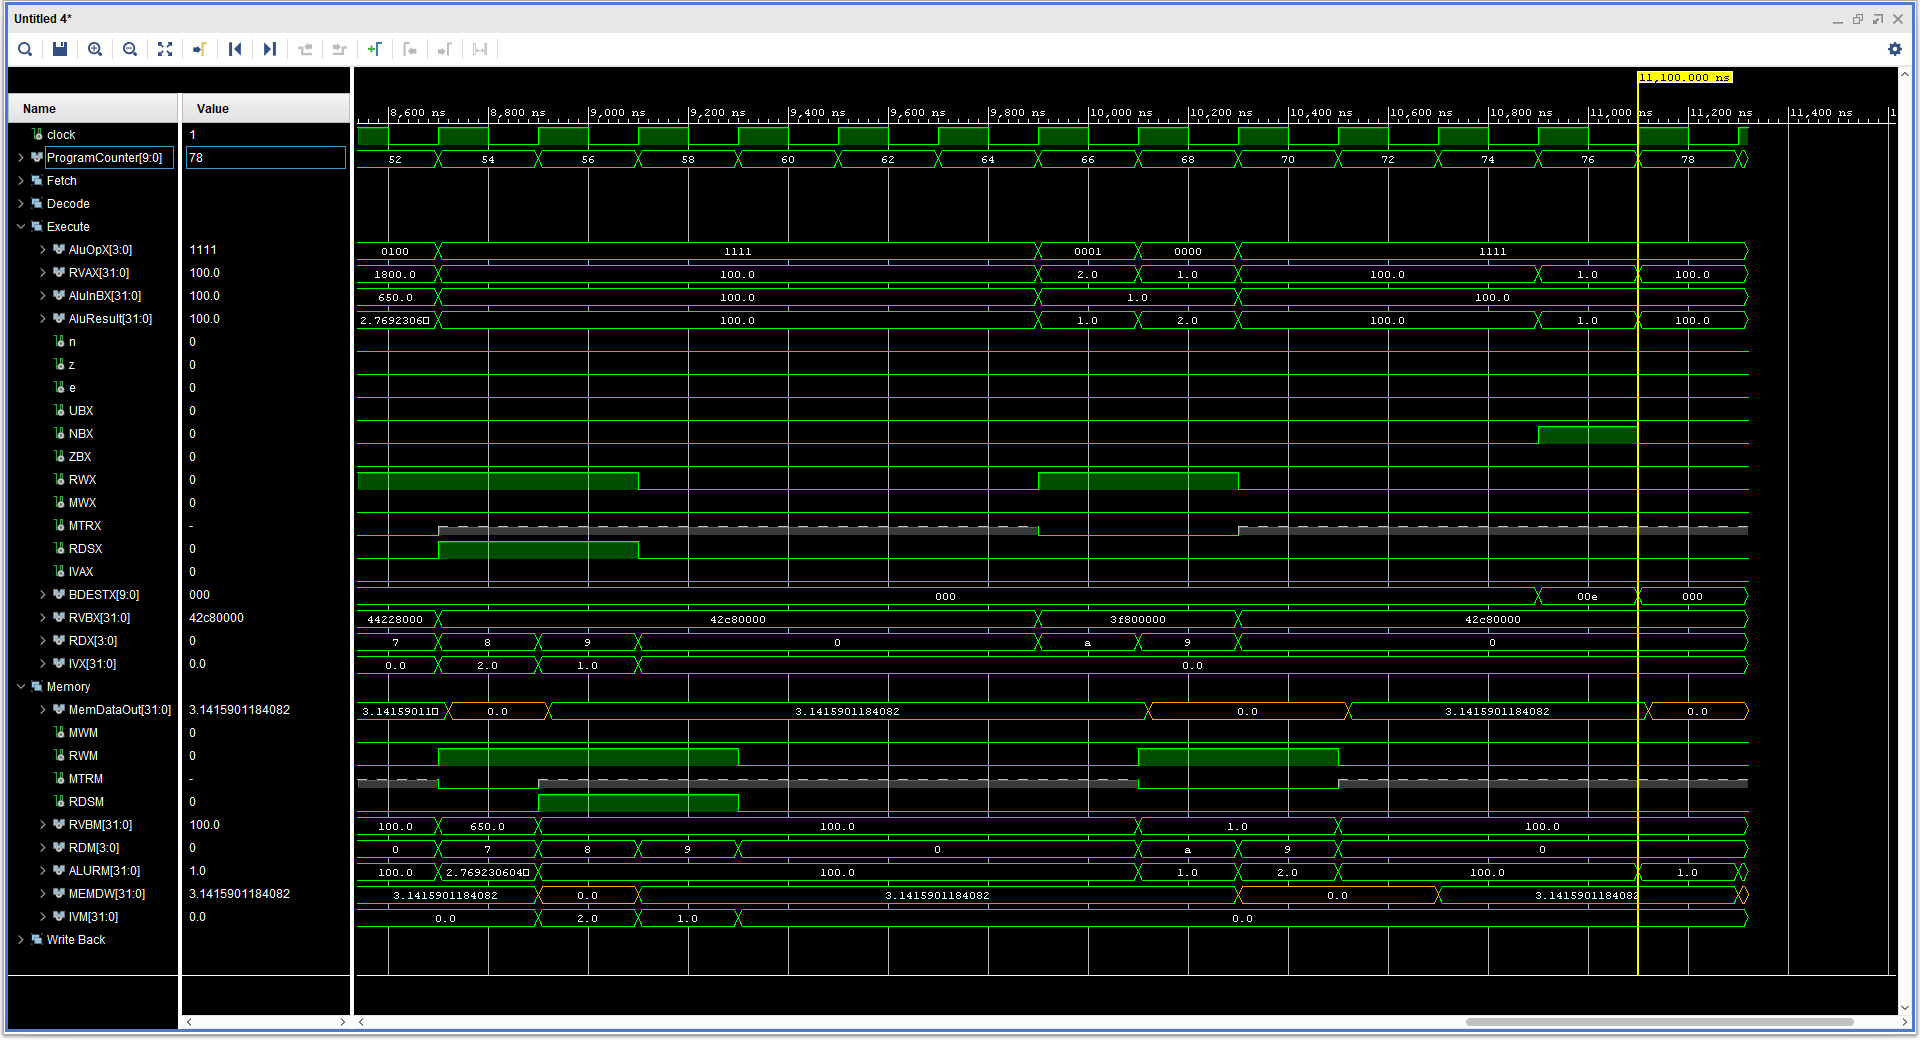 Untitled 4*
11,100.000 ns
Name Value
8,600 ns 8,800 ns 9,000 ns 9,200 ns 9,400 ns 9,600 ns 9,800 ns 10,000 ns 10,200 ns 10,400 ns 10,600 ns 10,800 ns 11,000 ns 11,200 ns 11,400 ns 1
clock 1
ProgramCounter[9:0] 78 52 54 56 58 60 62 64 66 68 70 72 74 76 78
Fetch
Decode
Execute
AluOpX[3:0] 1111 0100 1111 0001 0000 1111
RVAX[31:0] 100.0 1800.0 100.0 2.0 1.0 100.0 1.0 100.0
AluInBX[31:0] 100.0 650.0 100.0 1.0 100.0
AluResult[31:0] 100.0 2.7692306 100.0 1.0 2.0 100.0 1.0 100.0
n 0
z 0
e 0
UBX 0
NBX 0
ZBX 0
RWX 0
MWX 0
MTRX -
RDSX 0
IVAX 0
BDESTX[9:0] 000 000 00e 000
RVBX[31:0] 42c80000 44228000 42c80000 3f800000 42c80000
RDX[3:0] 0 7 8 9 0 a 9 0
IVX[31:0] 0.0 0.0 2.0 1.0 0.0
Memory
MemDataOut[31:0] 3.1415901184082 3.14159011 0.0 3.1415901184082 0.0 3.1415901184082 0.0
MWM 0
RWM 0
MTRM -
RDSM 0
RVBM[31:0] 100.0 100.0 650.0 100.0 1.0 100.0
RDM[3:0] 0 0 7 8 9 0 a 9 0
ALURM[31:0] 1.0 100.0 2.769230604 100.0 1.0 2.0 100.0 1.0
MEMDW[31:0] 3.1415901184082 3.1415901184082 0.0 3.1415901184082 0.0 3.1415901184082
IVM[31:0] 0.0 0.0 2.0 1.0 0.0
Write Back